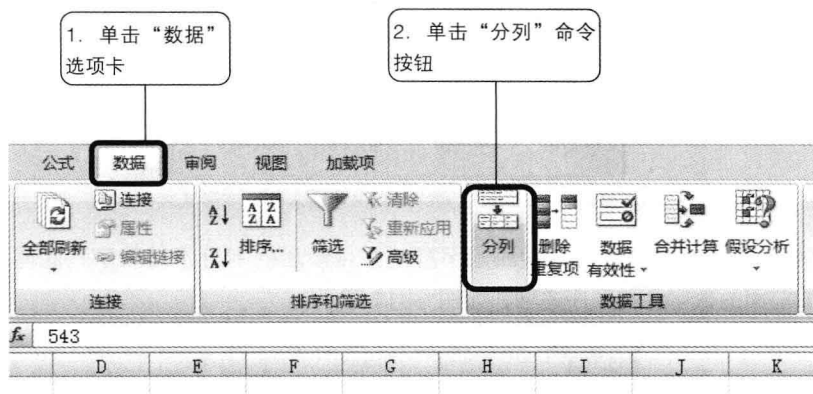 1. 单击“数据”
选项卡
2. 单击“分列”命令
按钮
公式 数据 审阅 视图 加载项
全部刷新
连接
属性
编辑链接
连接
A Z
Z A
A Z
Z A
排序...
筛选
清除
重新应用
高级
排序和筛选
分列
删除
重复项
数据
有效性
合并计算
假设分析
数据工具
fx 543
D E F G H I J K